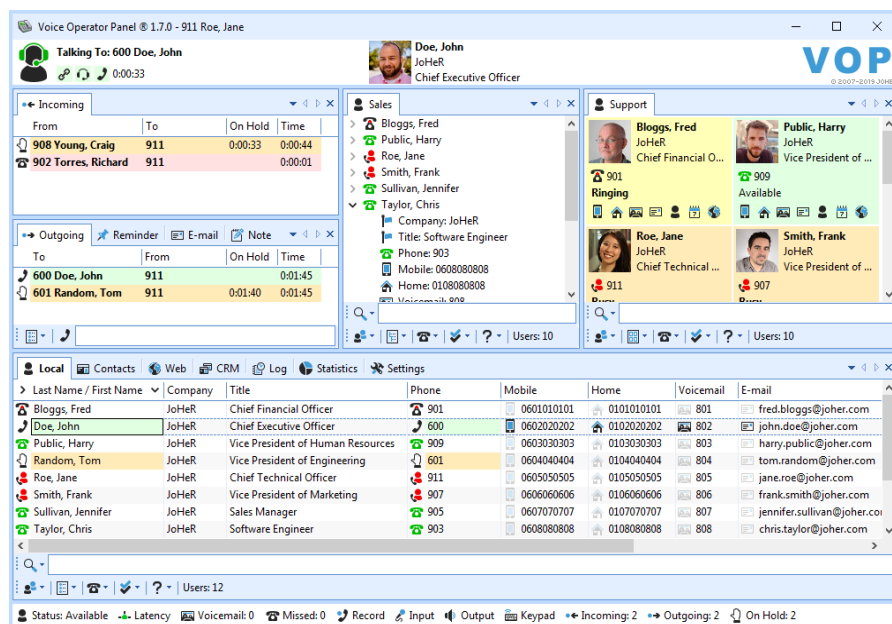 Voice Operator Panel ® 1.7.0 - 911 Roe, Jane
Talking To: 600 Doe, John
0:00:33
Doe, John
JoHeR
Chief Executive Officer
VOP
© 2007-2019 JOHE
Incoming
From To On Hold Time
908 Young, Craig 911 0:00:33 0:00:44
902 Torres, Richard 911 0:00:01
Outgoing Reminder E-mail Note
To From On Hold Time
600 Doe, John 911 0:01:45
601 Random, Tom 911 0:01:40 0:01:45
Sales
Bloggs, Fred
Public, Harry
Roe, Jane
Smith, Frank
Sullivan, Jennifer
Taylor, Chris
Company: JoHeR
Title: Software Engineer
Phone: 903
Mobile: 0608080808
Home: 0108080808
Voicemail: 808
Users: 10
Support
Bloggs, Fred
JoHeR
Chief Financial O...
901
Ringing
Public, Harry
JoHeR
Vice President of ...
909
Available
Roe, Jane
JoHeR
Chief Technical ...
911
Busy
Smith, Frank
JoHeR
Vice President of ...
907
Busy
Users: 10
Local Contacts Web CRM Log Statistics Settings
Last Name / First Name Company Title Phone Mobile Home Voicemail E-mail
Bloggs, Fred JoHeR Chief Financial Officer 901 0601010101 0101010101 801 fred.bloggs@joher.com
Doe, John JoHeR Chief Executive Officer 600 0602020202 0102020202 802 john.doe@joher.com
Public, Harry JoHeR Vice President of Human Resources 909 0603030303 0103030303 803 harry.public@joher.com
Random, Tom JoHeR Vice President of Engineering 601 0604040404 0104040404 804 tom.random@joher.com
Roe, Jane JoHeR Chief Technical Officer 911 0605050505 0105050505 805 jane.roe@joher.com
Smith, Frank JoHeR Vice President of Marketing 907 0606060606 0106060606 806 frank.smith@joher.com
Sullivan, Jennifer JoHeR Sales Manager 905 0607070707 0107070707 807 jennifer.sullivan@joher.co
Taylor, Chris JoHeR Software Engineer 903 0608080808 0108080808 808 chris.taylor@joher.com
Users: 12
Status: Available Latency Voicemail: 0 Missed: 0 Record Input Output Keypad Incoming: 2 Outgoing: 2 On Hold: 2